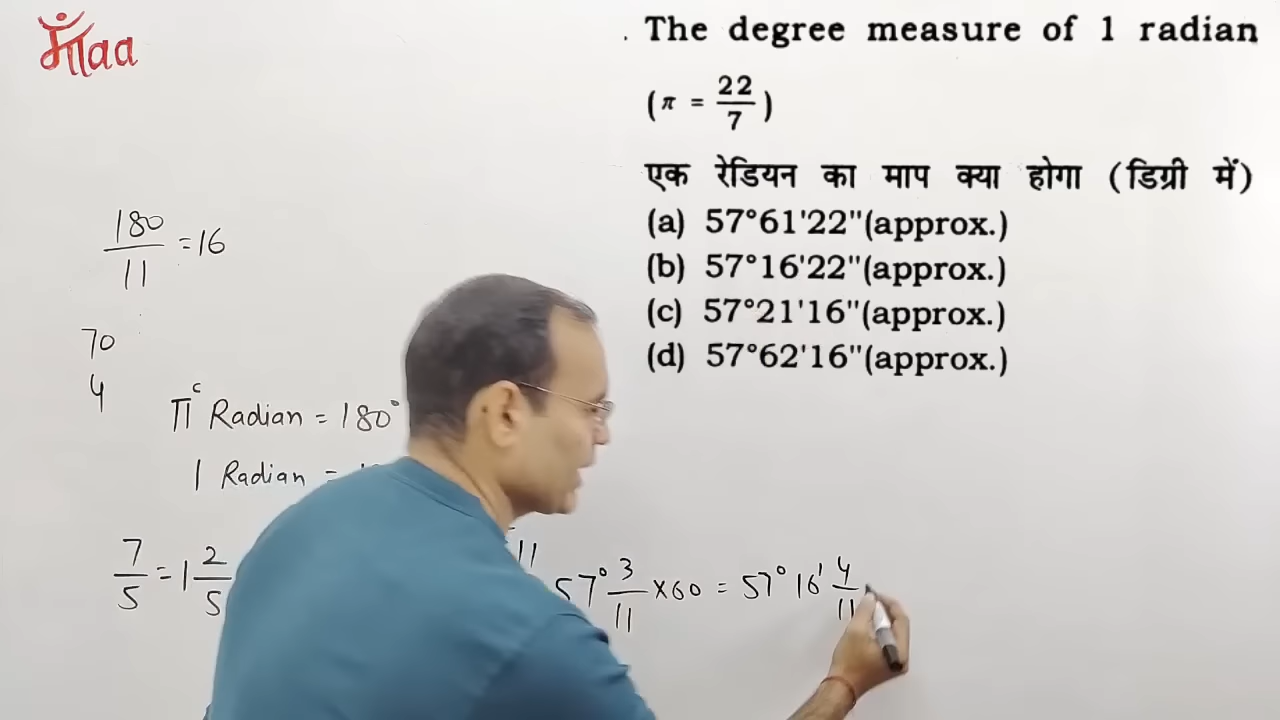 माँaa
. The degree measure of 1 radian
(π = 22/7)
एक रेडियन का माप क्या होगा (डिग्री में)
(a) 57°61'22"(approx.)
(b) 57°16'22"(approx.)
(c) 57°21'16"(approx.)
(d) 57°62'16"(approx.)
180/11 = 16
70
4
π^c Radian = 180°
1 Radian =
7/5 = 1 2/5
11
57° 3/11 × 60 = 57° 16' 4/11